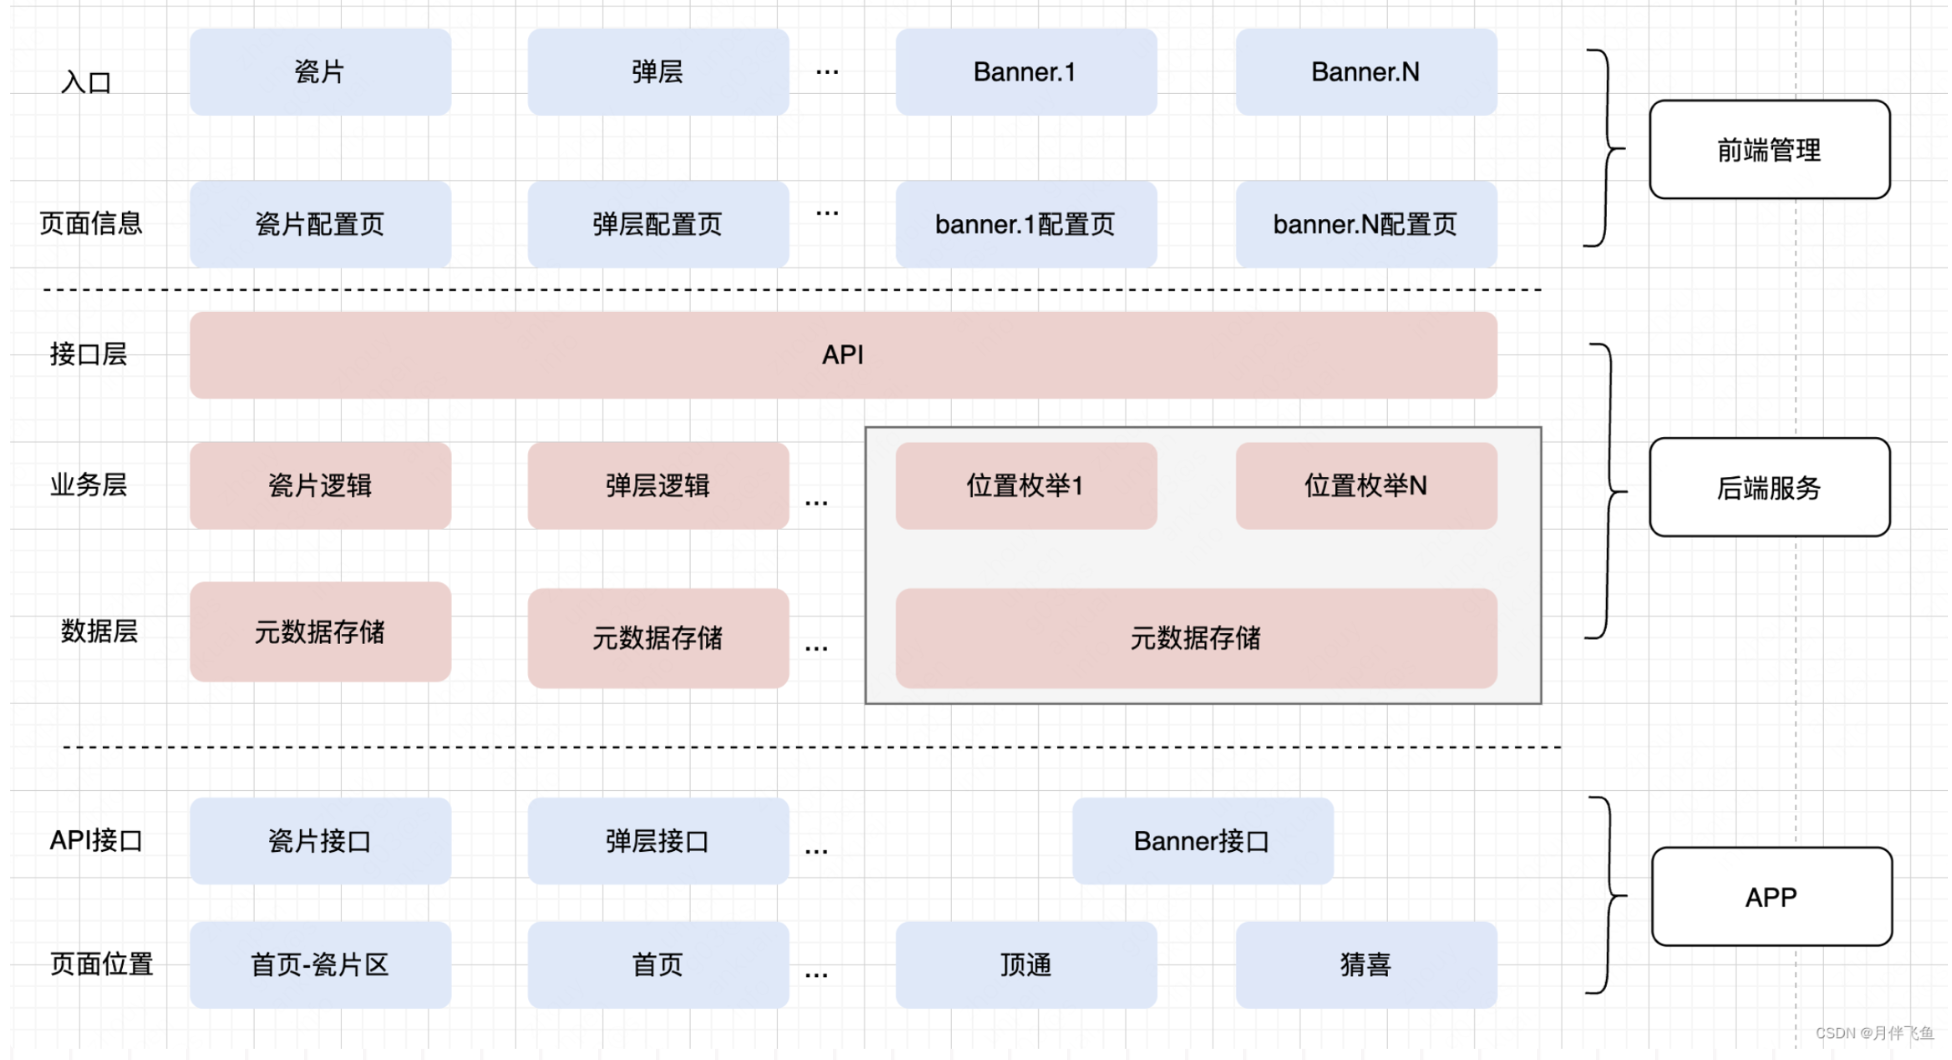 入口
瓷片
弹层
...
Banner.1
Banner.N
前端管理
页面信息
瓷片配置页
弹层配置页
...
banner.1配置页
banner.N配置页
接口层
API
业务层
瓷片逻辑
弹层逻辑
...
位置枚举1
位置枚举N
后端服务
数据层
元数据存储
元数据存储
...
元数据存储
API接口
瓷片接口
弹层接口
...
Banner接口
APP
页面位置
首页-瓷片区
首页
...
顶通
猜喜
CSDN @月伴飞鱼